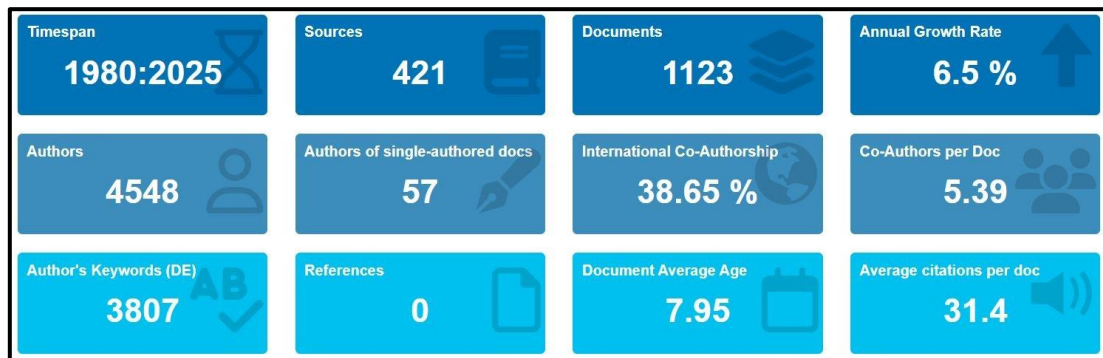 Timespan
1980:2025
Sources
421
Documents
1123
Annual Growth Rate
6.5 %
Authors
4548
Authors of single-authored docs
57
International Co-Authorship
38.65 %
Co-Authors per Doc
5.39
Author's Keywords (DE)
3807
AB
References
0
Document Average Age
7.95
Average citations per doc
31.4